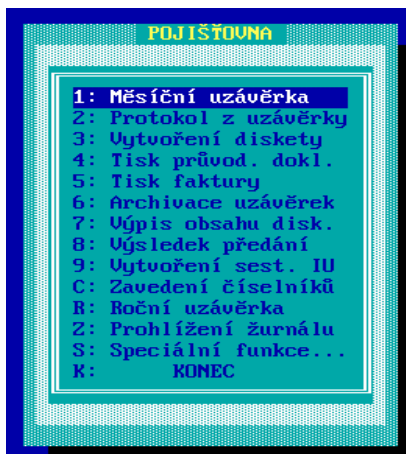 POJIŠŤOVNA
1: Měsíční uzávěrka
2: Protokol z uzávěrky
3: Vytvoření diskety
4: Tisk průvod. dokl.
5: Tisk faktury
6: Archivace uzávěrek
7: Výpis obsahu disk.
8: Výsledek předání
9: Vytvoření sest. IU
C: Zavedení číselníků
R: Roční uzávěrka
Z: Prohlížení žurnálu
S: Speciální funkce...
K: KONEC